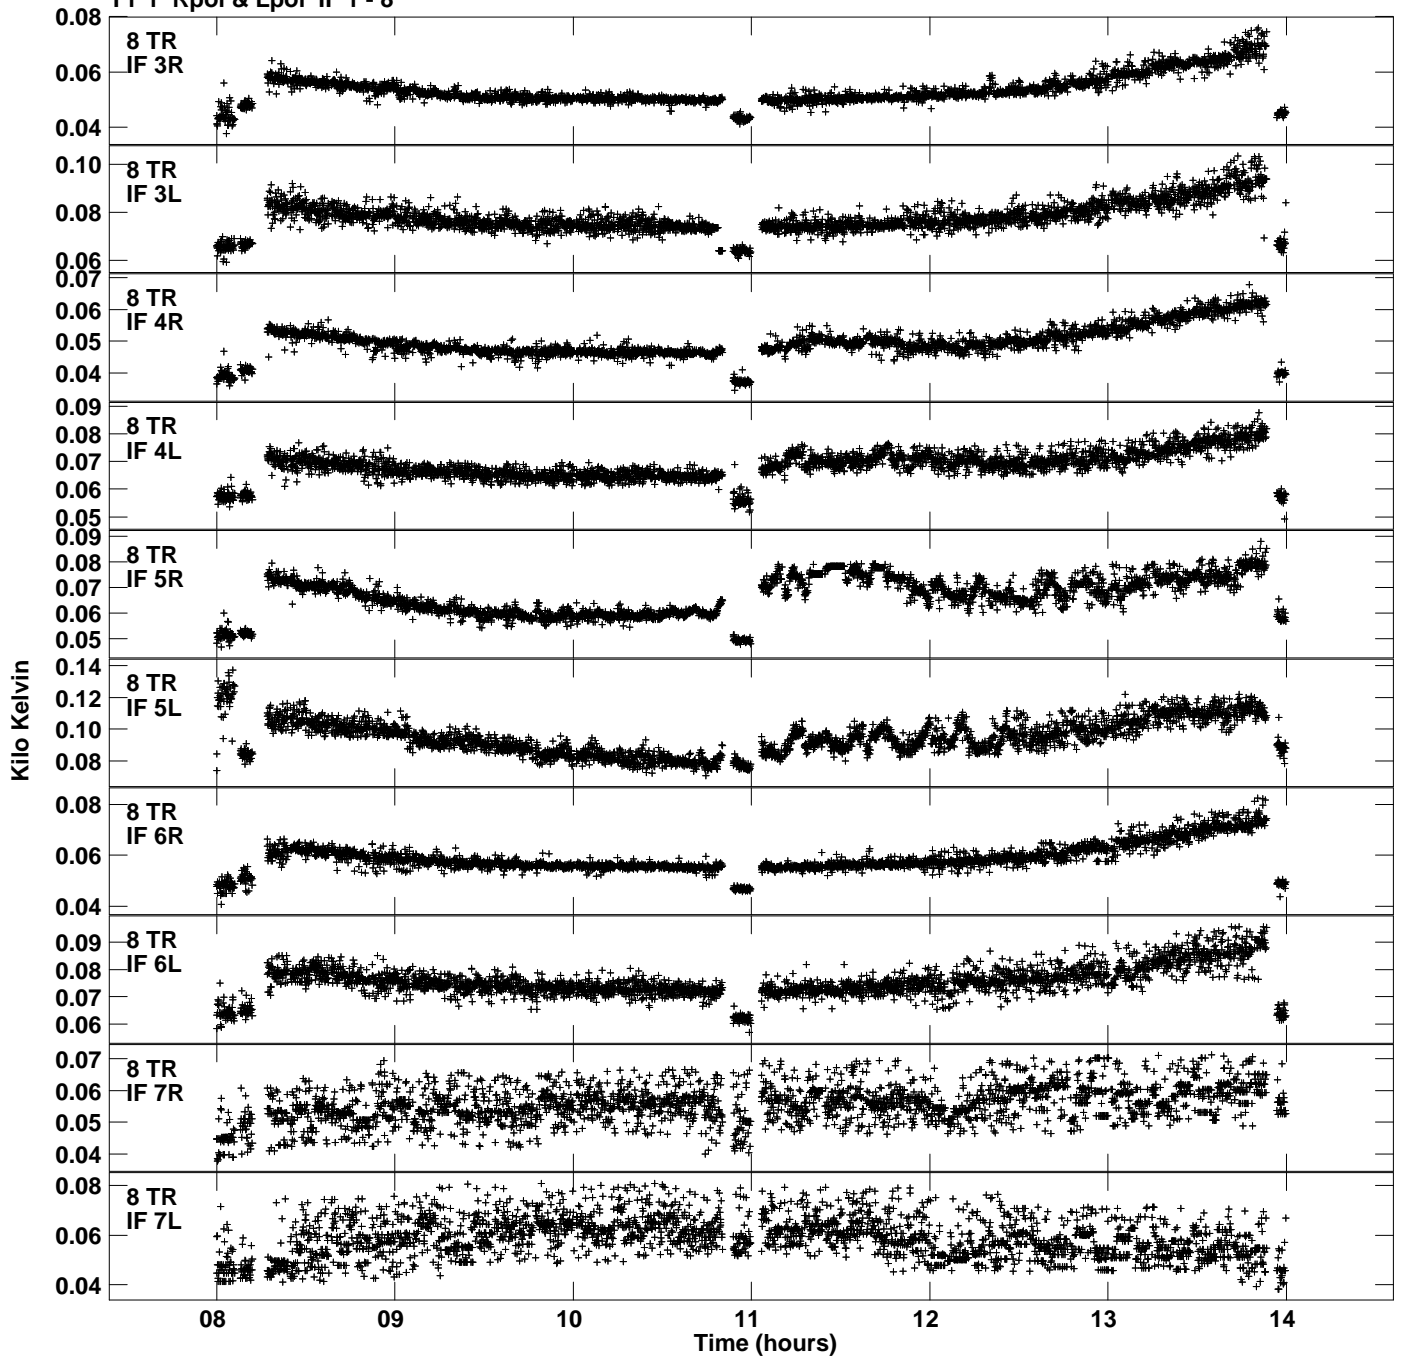 0.08
8 TR
IF 3R
0.06
0.04
0.10
8 TR
IF 3L
0.08
0.06
0.07
8 TR
IF 4R
0.06
0.05
0.04
0.09
8 TR
IF 4L
0.08
0.07
0.06
0.05
0.09
8 TR
IF 5R
0.08
0.07
0.06
0.05
0.14
8 TR
IF 5L
0.12
0.10
0.08
Kilo Kelvin
0.08
8 TR
IF 6R
0.06
0.04
0.09
8 TR
IF 6L
0.08
0.07
0.06
0.07
8 TR
IF 7R
0.06
0.05
0.04
0.08
8 TR
IF 7L
0.06
0.04
08 09 10 11 12 13 14
Time (hours)